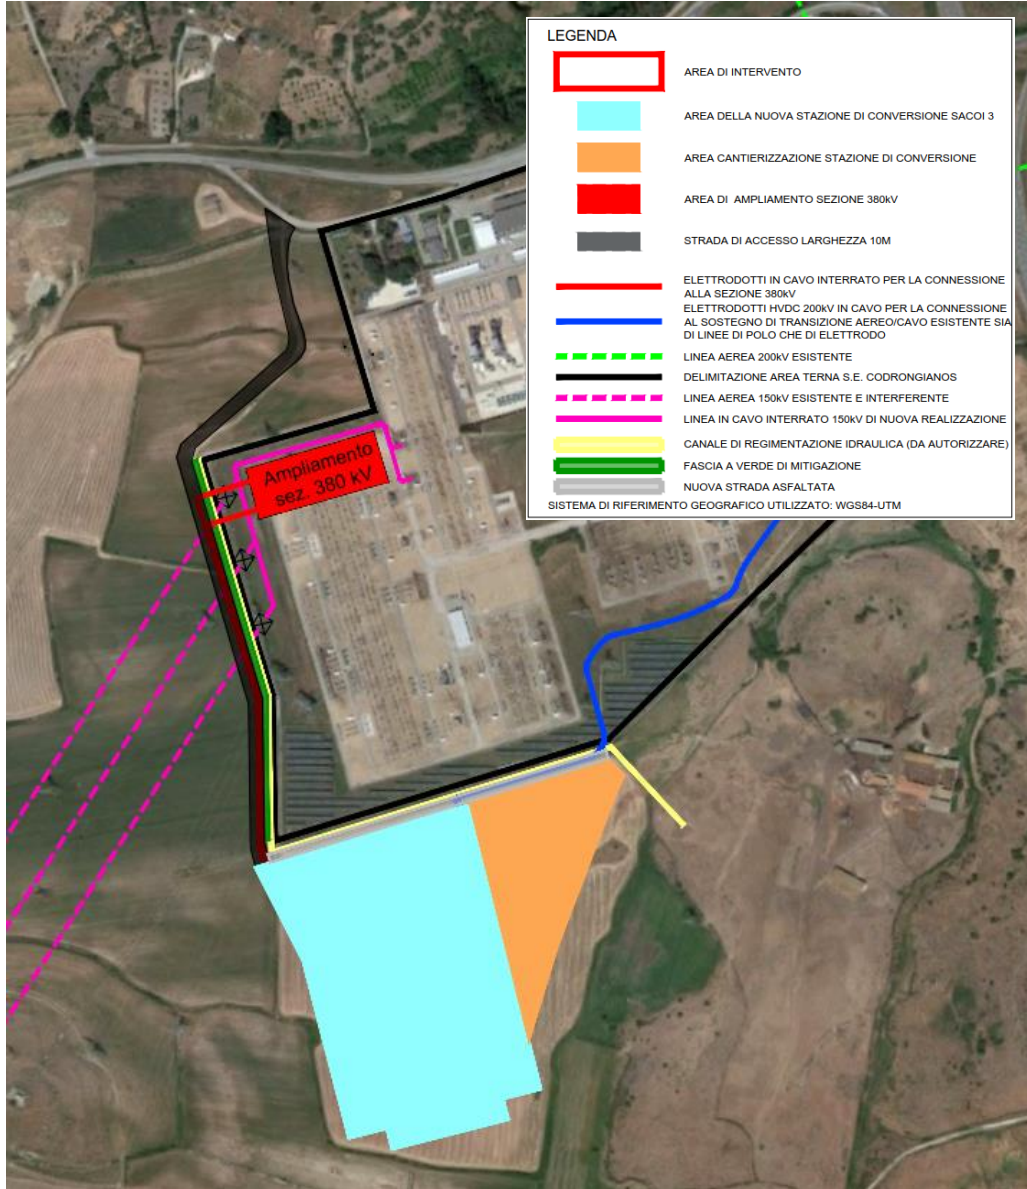 LEGENDA
AREA DI INTERVENTO
AREA DELLA NUOVA STAZIONE DI CONVERSIONE SACOI 3
AREA CANTIERIZZAZIONE STAZIONE DI CONVERSIONE
AREA DI AMPLIAMENTO SEZIONE 380kV
STRADA DI ACCESSO LARGHEZZA 10M
ELETTRODOTTI IN CAVO INTERRATO PER LA CONNESSIONE
ALLA SEZIONE 380kV
ELETTRODOTTI HVDC 200kV IN CAVO PER LA CONNESSIONE
AL SOSTEGNO DI TRANSIZIONE AEREO/CAVO ESISTENTE SIA
DI LINEE DI POLO CHE DI ELETTRODO
LINEA AEREA 200kV ESISTENTE
DELIMITAZIONE AREA TERNA S.E. CODRONGIANOS
LINEA AEREA 150kV ESISTENTE E INTERFERENTE
LINEA IN CAVO INTERRATO 150kV DI NUOVA REALIZZAZIONE
CANALE DI REGIMENTAZIONE IDRAULICA (DA AUTORIZZARE)
FASCIA A VERDE DI MITIGAZIONE
NUOVA STRADA ASFALTATA
SISTEMA DI RIFERIMENTO GEOGRAFICO UTILIZZATO: WGS84-UTM
Ampliamento
sez. 380 kV